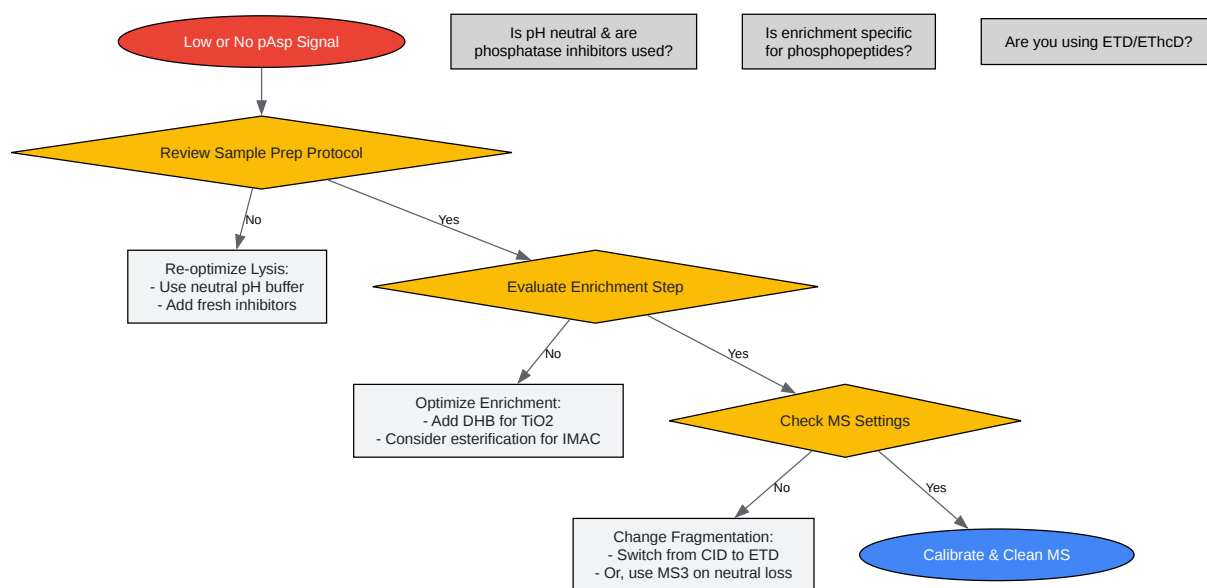 Low or No pAsp Signal
Is pH neutral & are
phosphatase inhibitors used?
Is enrichment specific
for phosphopeptides?
Are you using ETD/EThcD?
Review Sample Prep Protocol
No
Yes
Re-optimize Lysis:
- Use neutral pH buffer
- Add fresh inhibitors
Evaluate Enrichment Step
No
Yes
Optimize Enrichment:
- Add DHB for TiO2
- Consider esterification for IMAC
Check MS Settings
No
Yes
Change Fragmentation:
- Switch from CID to ETD
- Or, use MS3 on neutral loss
Calibrate & Clean MS